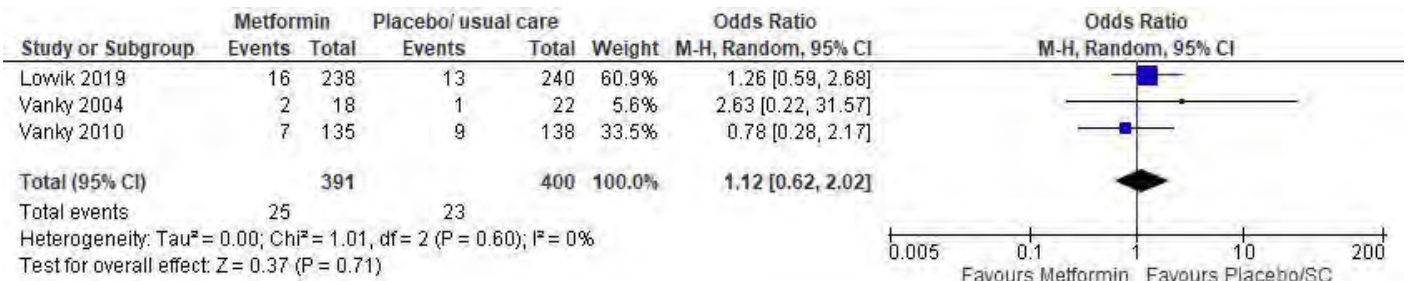 Metformin Placebo/ usual care Odds Ratio Odds Ratio
Study or Subgroup Events Total Events Total Weight M-H, Random, 95% CI M-H, Random, 95% CI
Lovvik 2019 16 238 13 240 60.9% 1.26 [0.59, 2.68]
Vanky 2004 2 18 1 22 5.6% 2.63 [0.22, 31.57]
Vanky 2010 7 135 9 138 33.5% 0.78 [0.28, 2.17]
Total (95% CI) 391 400 100.0% 1.12 [0.62, 2.02]
Total events 25 23
Heterogeneity: Tau² = 0.00; Chi² = 1.01, df = 2 (P = 0.60); I² = 0%
Test for overall effect: Z = 0.37 (P = 0.71)
0.005 0.1 1 10 200
Favours Metformin Favours Placebo/SC